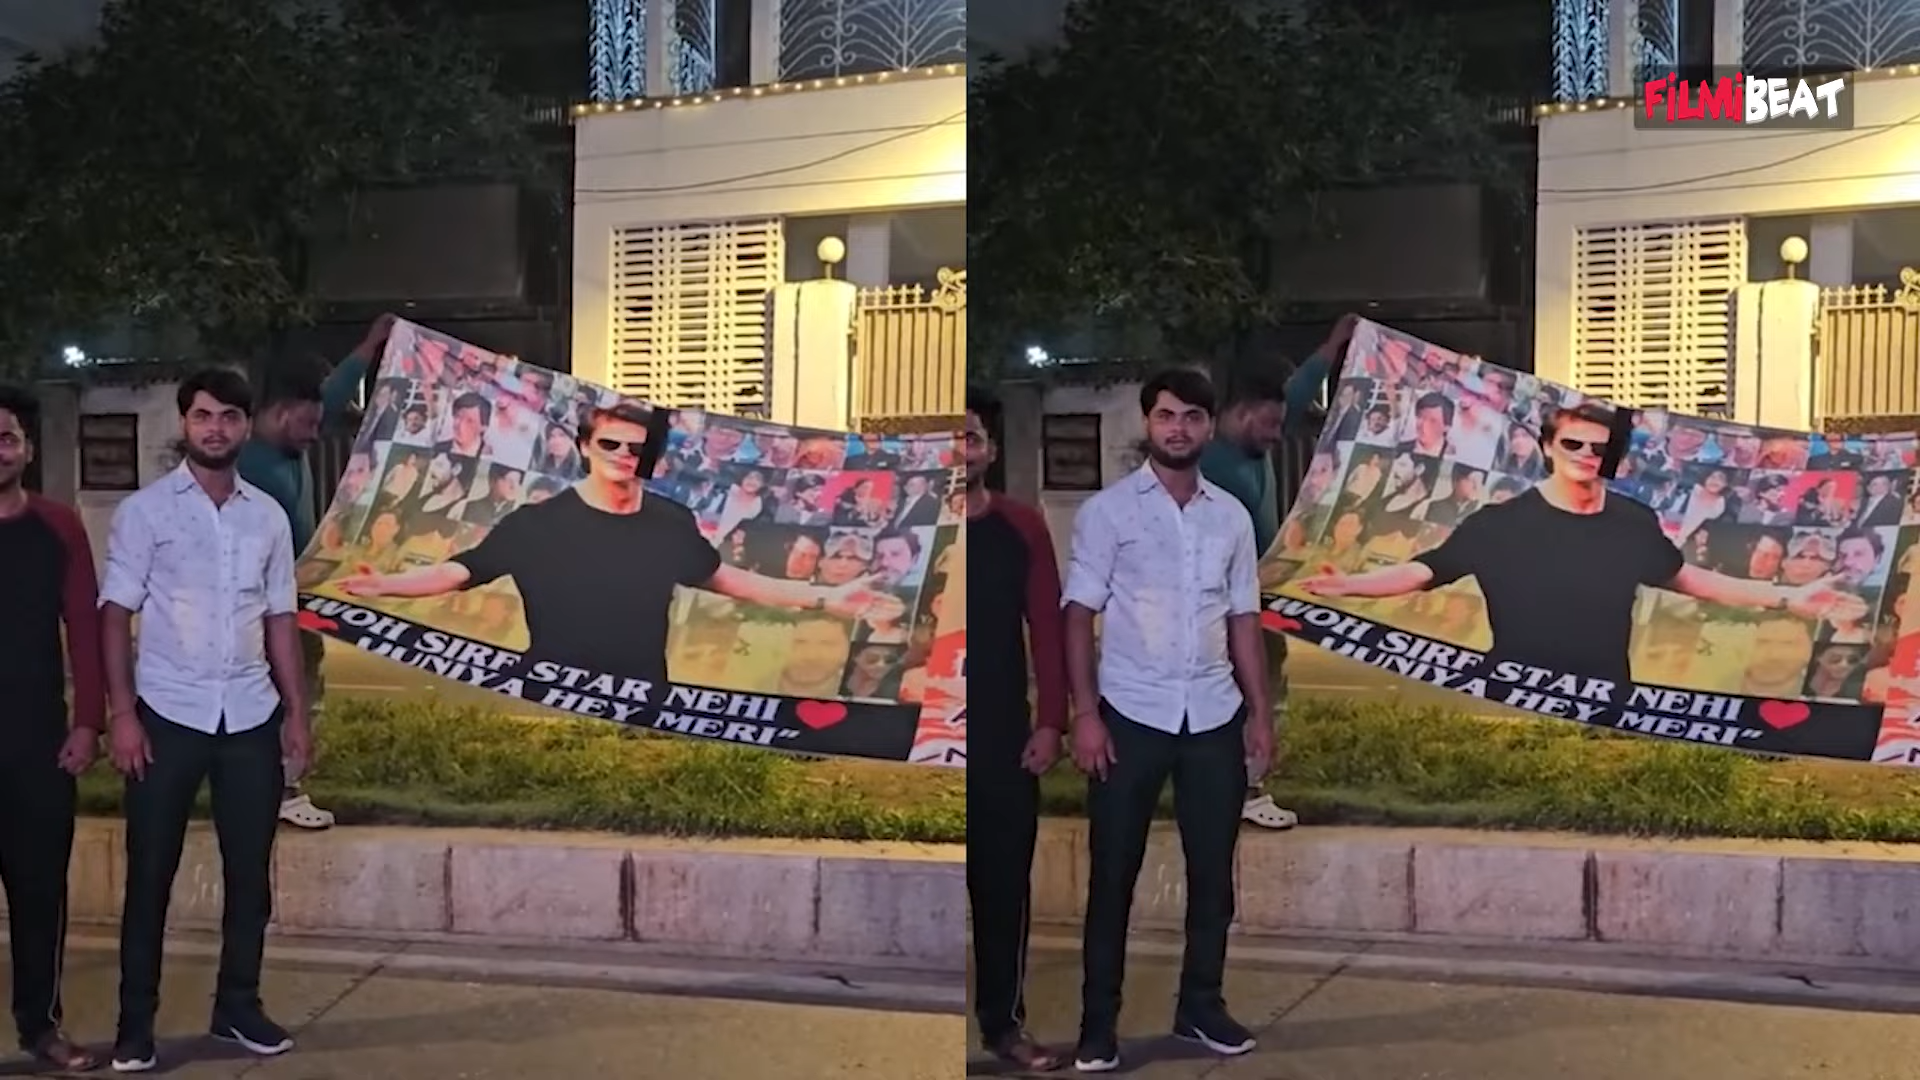 FiLMiBEAT
"WOH SIRF STAR NEHI
DUNIYA HEY MERI"
"WOH SIRF STAR NEHI
DUNIYA HEY MERI"